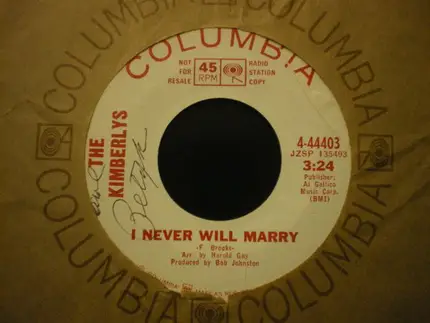 COLUMBIA
COLUMBIA
COLUMBIA
COLUMBIA
COLUMBIA
NOT
FOR
RESALE
45
RPM
RADIO
STATION
COPY
THE
KIMBERLYS
4-44403
JZSP 135493
3:24
Publisher:
Al Gallico
Music Corp.
(BMI)
I NEVER WILL MARRY
-F. Brooks-
Arr. by Harold Gay
Produced by Bob Johnston